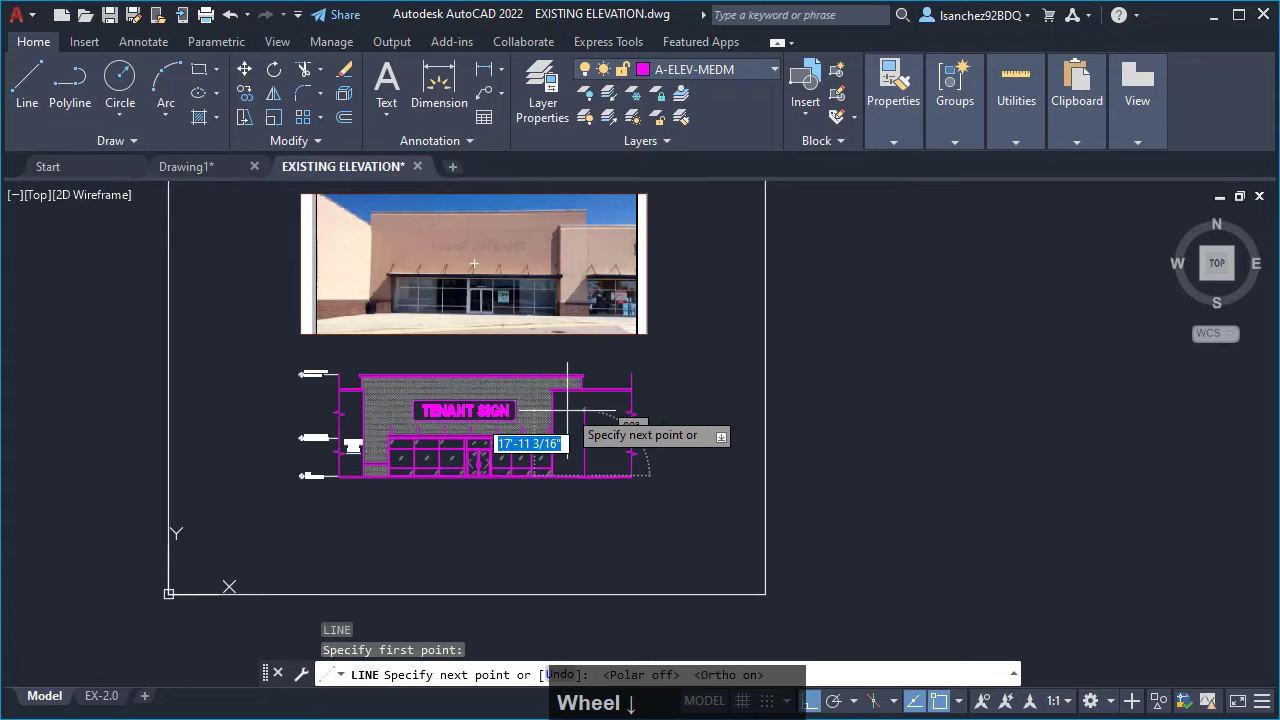 Share
Autodesk AutoCAD 2022 EXISTING ELEVATION.dwg
Type a keyword or phrase
lsanchez92BDQ
Home Insert Annotate Parametric View Manage Output Add-ins Collaborate Express Tools Featured Apps
A-ELEV-MEDM
Line Polyline Circle Arc
Text Dimension
Layer Properties
Insert
Properties Groups Utilities Clipboard View
Draw Modify Annotation Layers Block
Start Drawing1* EXISTING ELEVATION*
[−][Top][2D Wireframe]
N
W TOP E
S
WCS
TENANT SIGN
Specify next point or
17'-11 3/16"
Y
X
LINE
Specify first point:
LINE Specify next point or [Undo]: <Polar off> <Ortho on>
Wheel ↓
Model EX-2.0
MODEL
1:1